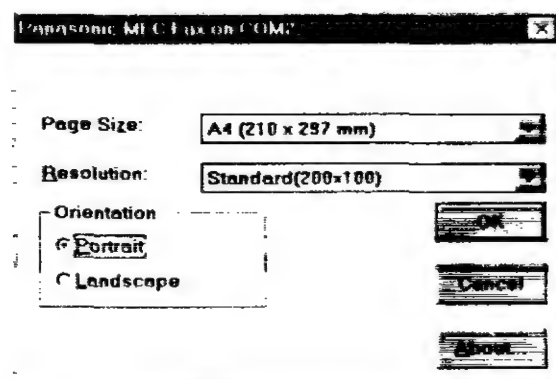 Panasonic MFC Fax on COM2
Page Size:
A4 (210 x 297 mm)
Resolution:
Standard(200x100)
Orientation
Portrait
Landscape
OK
Cancel
About...